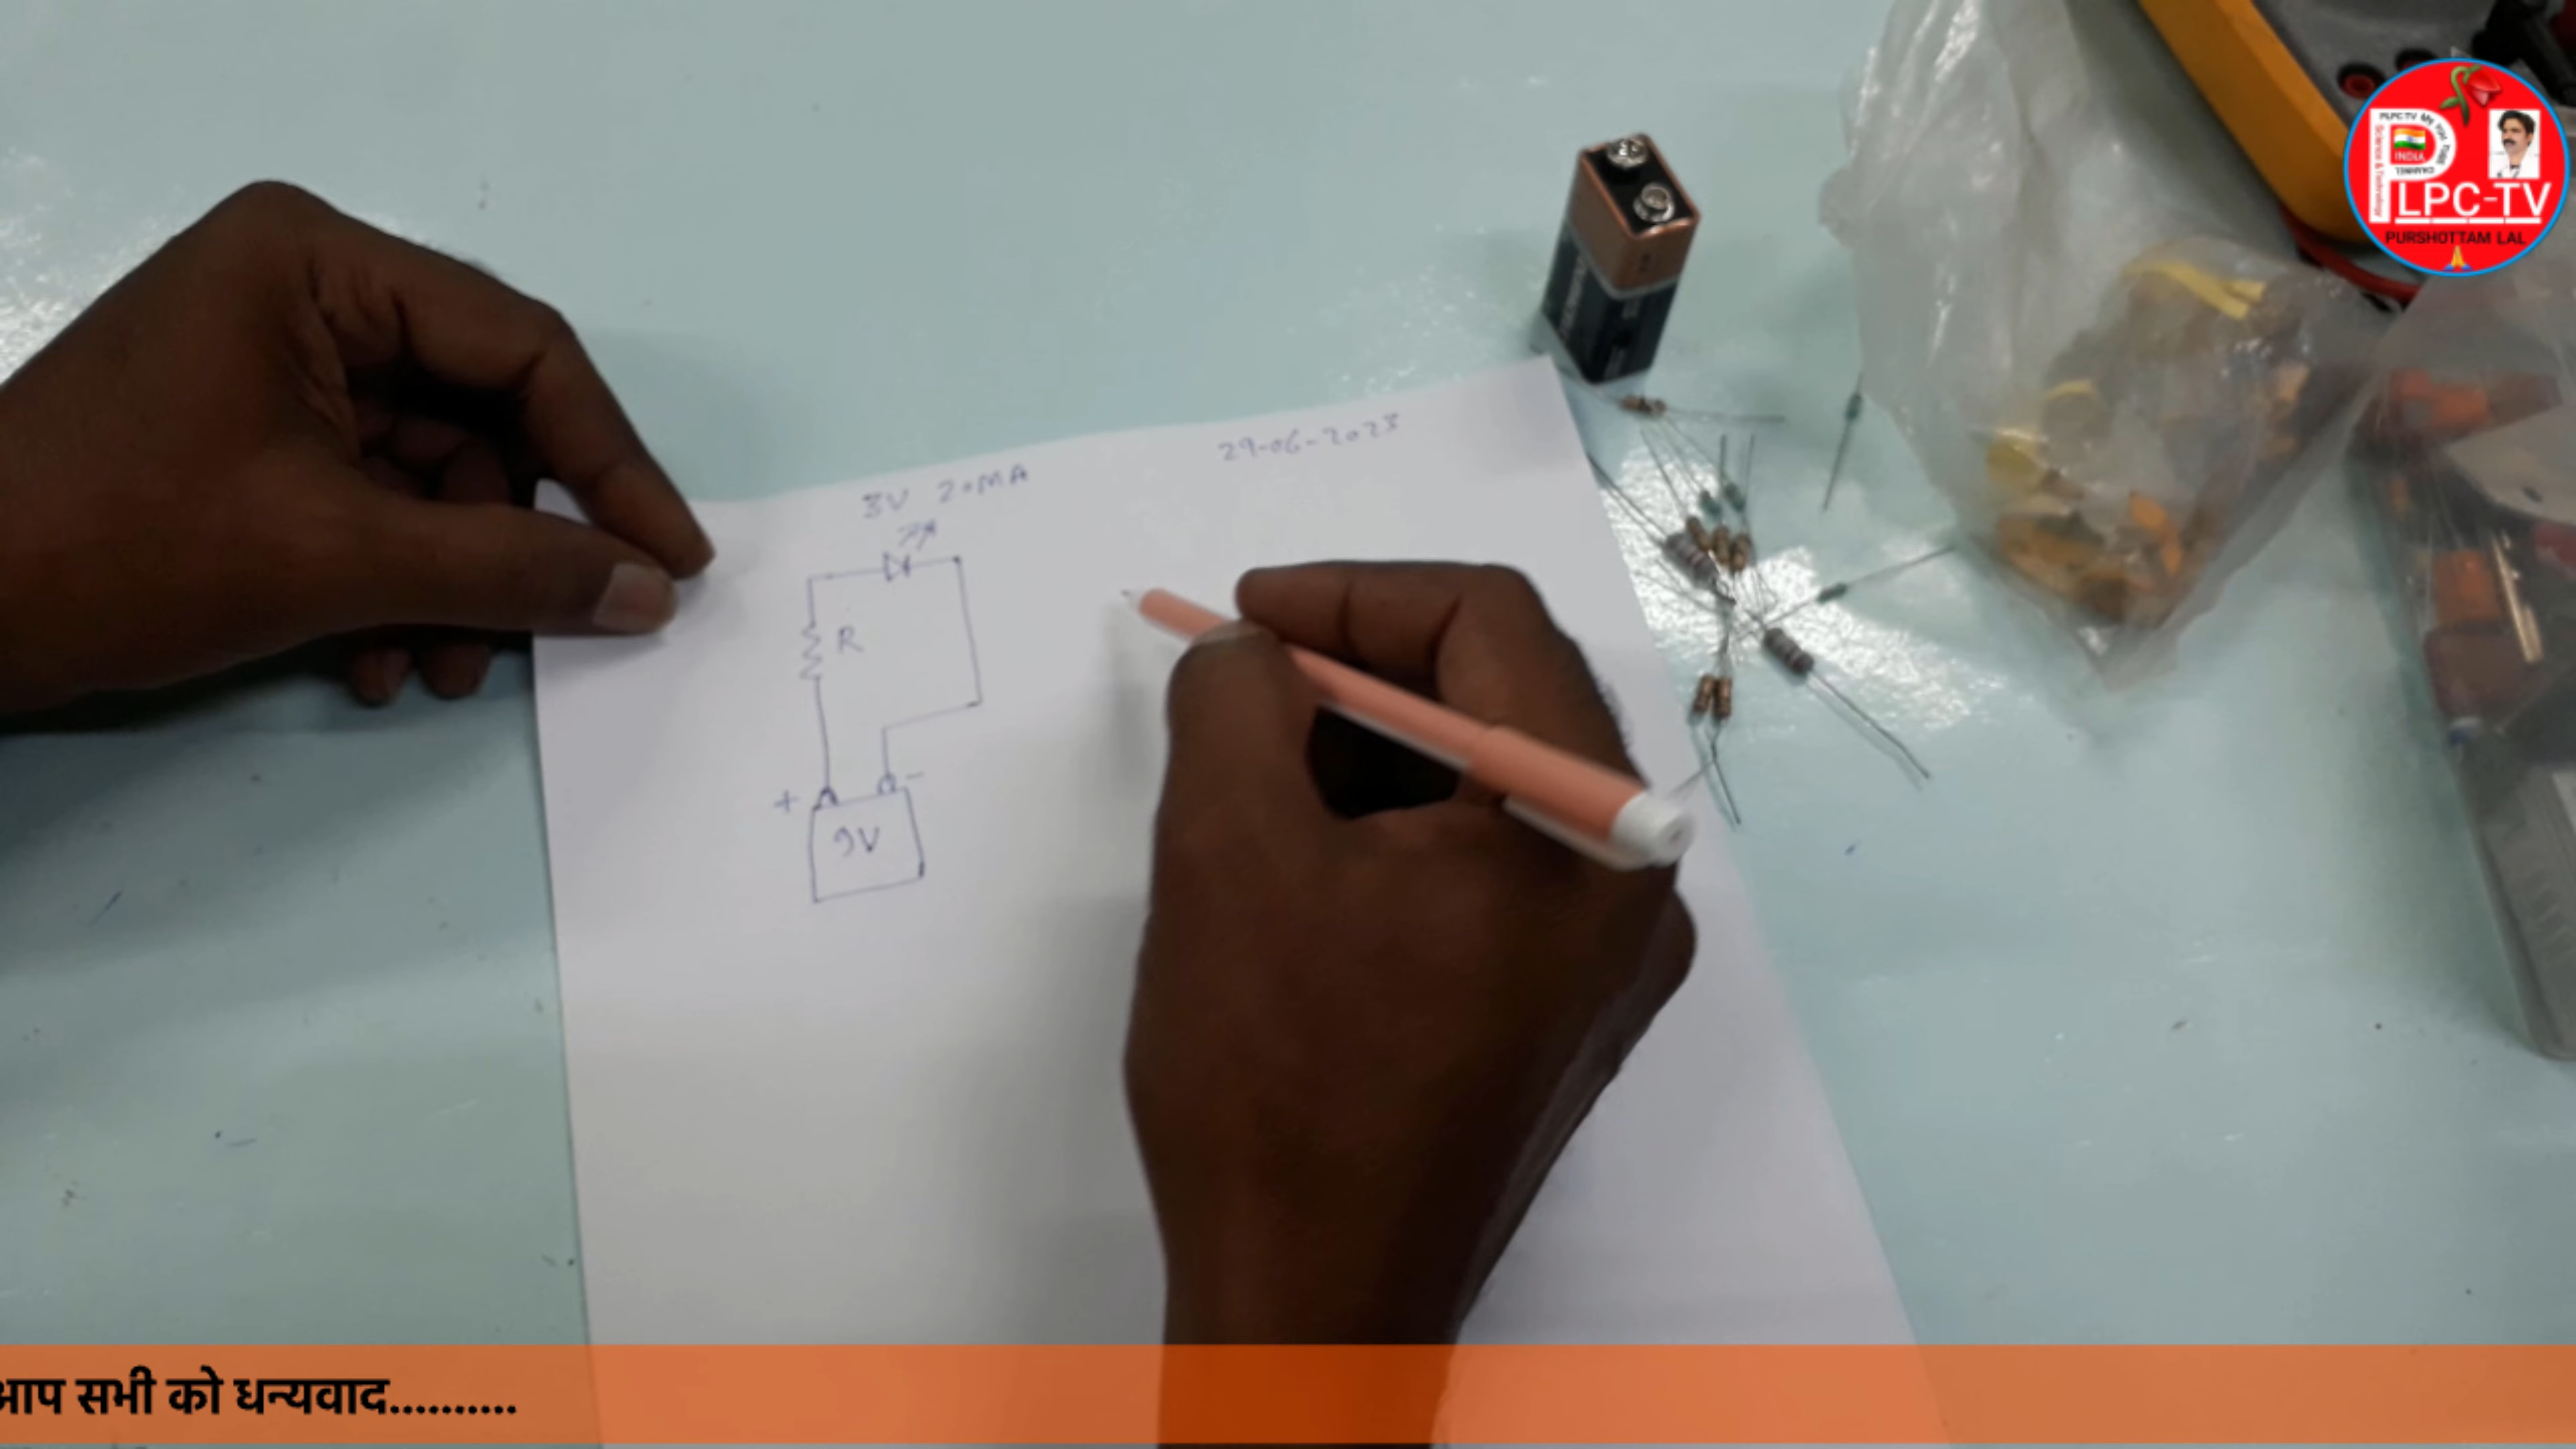 29-06-2023
3V 20MA
R
+ -
9V
INDIA
PLPC-TV
PURSHOTTAM LAL
आप सभी को धन्यवाद..........